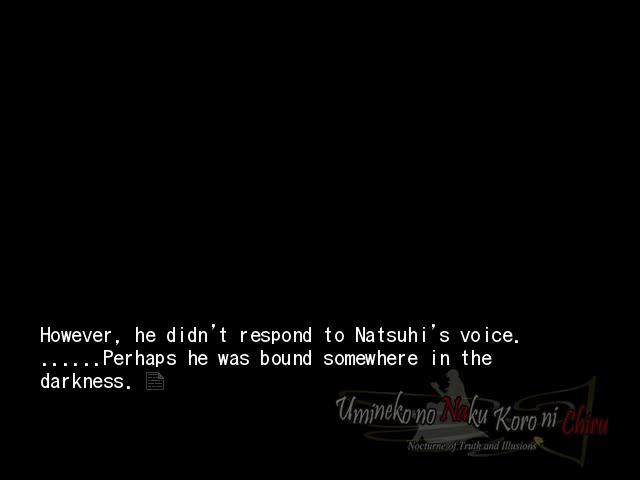 However, he didn't respond to Natsuhi's voice.
......Perhaps he was bound somewhere in the
darkness.
Umineko no Naku Koro ni Chiru
Nocturne of Truth and Illusions